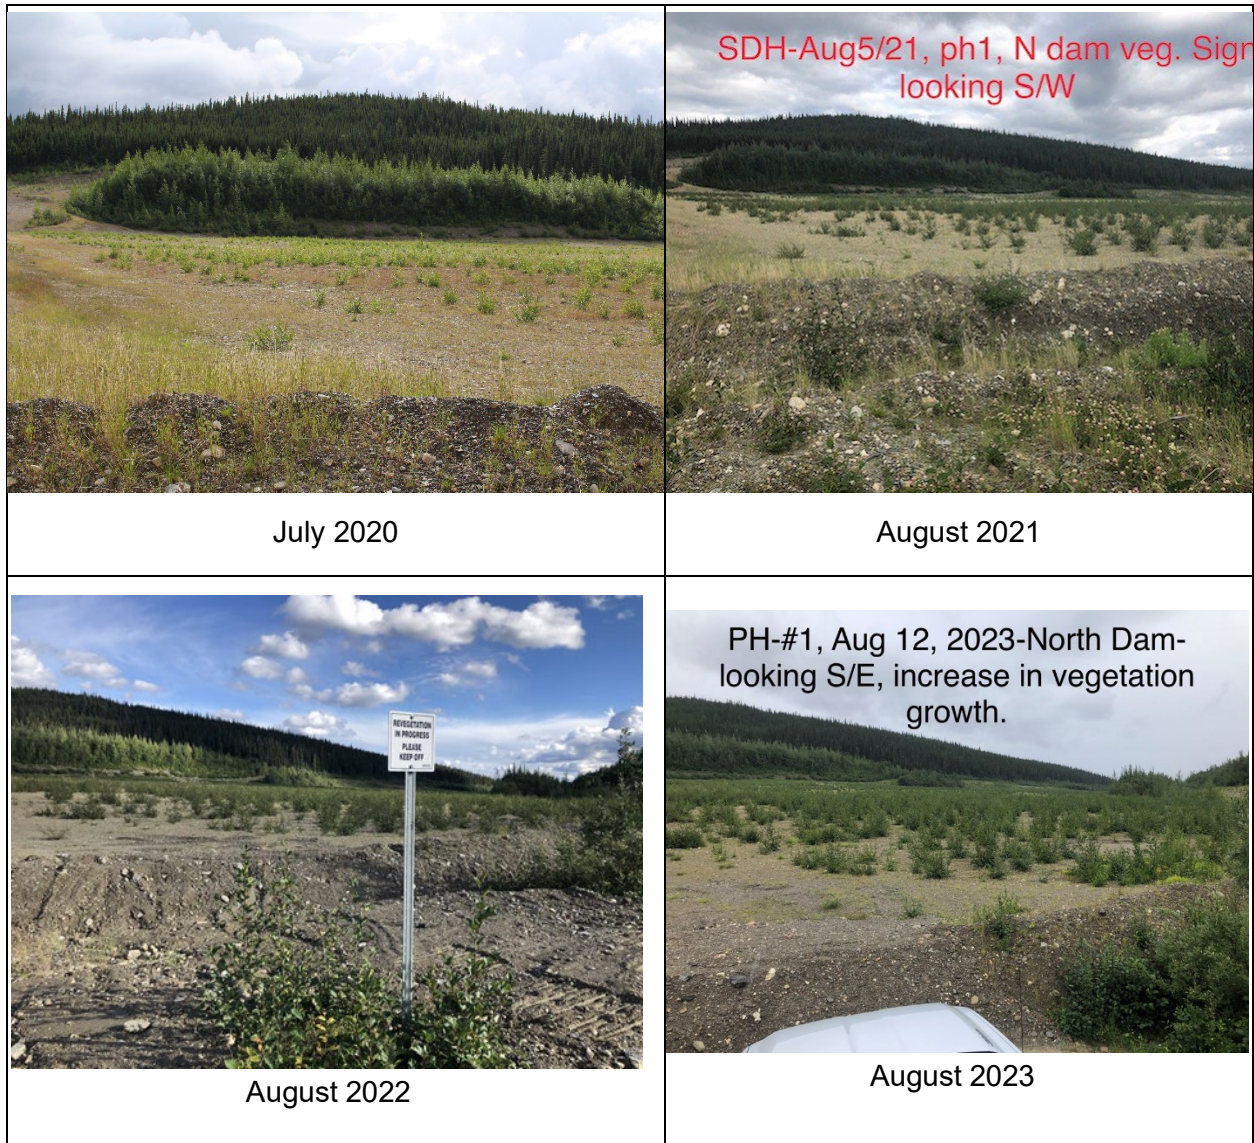 SDH-Aug5/21, ph1, N dam veg. Sign
looking S/W
July 2020
August 2021
REVEGETATION
IN PROGRESS
PLEASE
KEEP OFF
PH-#1, Aug 12, 2023-North Dam-
looking S/E, increase in vegetation
growth.
August 2022
August 2023